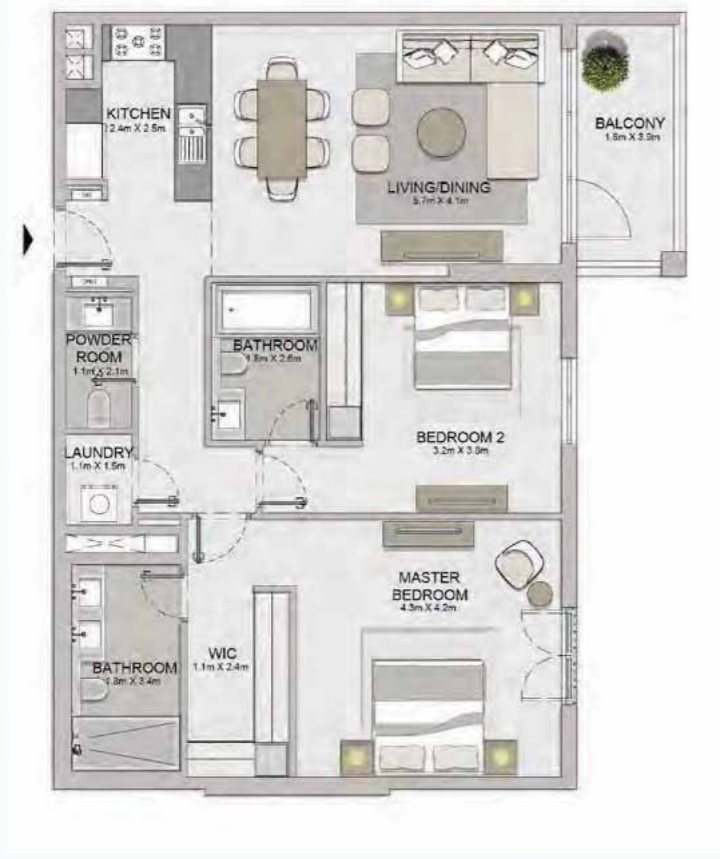 KITCHEN
2.4m X 2.5m
BALCONY
1.8m X 3.9m
LIVING/DINING
5.7m X 4.1m
POWDER
ROOM
1.1m X 2.1m
BATHROOM
1.8m X 2.6m
BEDROOM 2
3.2m X 3.8m
LAUNDRY
1.1m X 1.5m
MASTER
BEDROOM
4.3m X 4.2m
WIC
1.1m X 2.4m
BATHROOM
1.8m X 3.4m